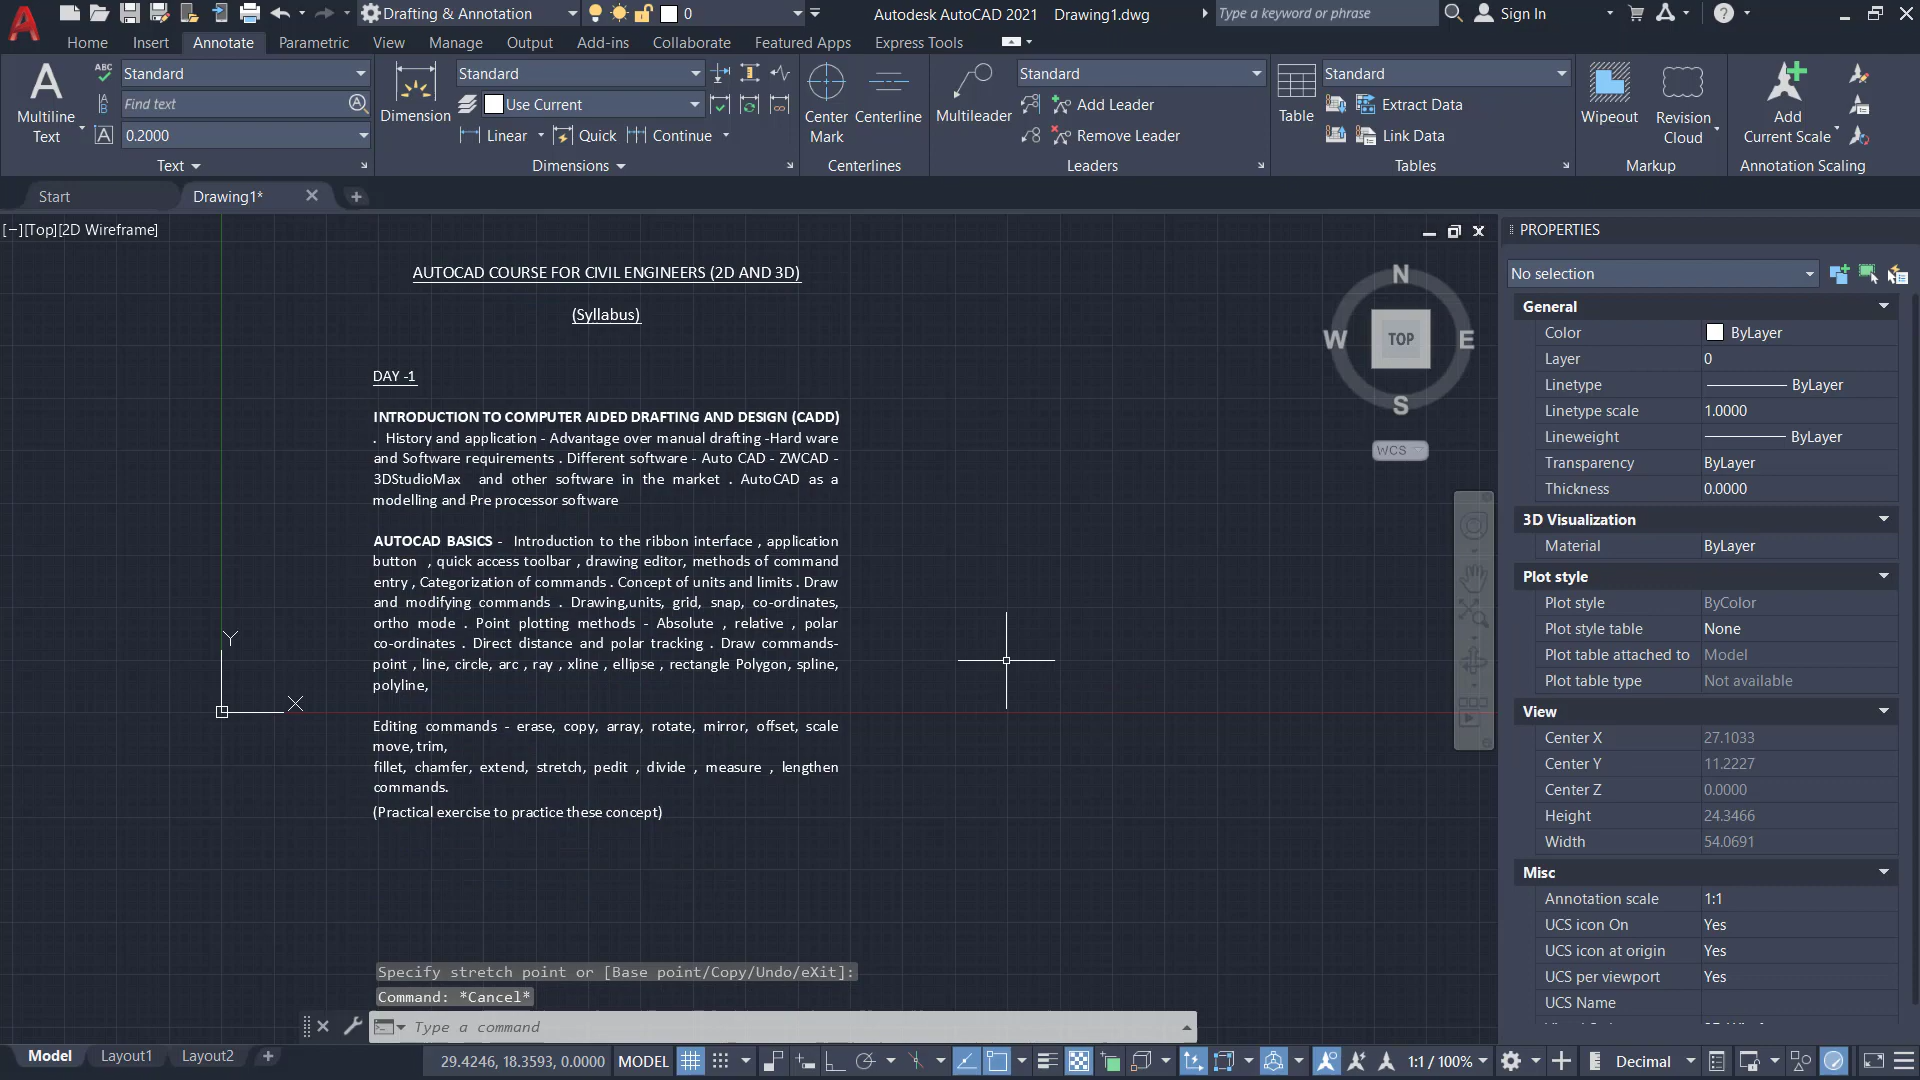 Drafting & Annotation
0
Autodesk AutoCAD 2021 Drawing1.dwg
Type a keyword or phrase
Sign In
Home Insert Annotate Parametric View Manage Output Add-ins Collaborate Featured Apps Express Tools
Multiline Text
ABC
Standard
Find text
0.2000
Text
Dimension
Standard
Use Current
Linear Quick Continue
Dimensions
Center Mark
Centerline
Centerlines
Multileader
Standard
Add Leader
Remove Leader
Leaders
Table
Standard
Extract Data
Link Data
Tables
Wipeout
Revision Cloud
Markup
Add Current Scale
Annotation Scaling
Start Drawing1*
[−][Top][2D Wireframe]
AUTOCAD COURSE FOR CIVIL ENGINEERS (2D AND 3D)
(Syllabus)
DAY -1
INTRODUCTION TO COMPUTER AIDED DRAFTING AND DESIGN (CADD)
. History and application - Advantage over manual drafting -Hard ware
and Software requirements . Different software - Auto CAD - ZWCAD -
3DStudioMax and other software in the market . AutoCAD as a
modelling and Pre processor software
AUTOCAD BASICS - Introduction to the ribbon interface , application
button , quick access toolbar , drawing editor, methods of command
entry , Categorization of commands . Concept of units and limits . Draw
and modifying commands . Drawing,units, grid, snap, co-ordinates,
ortho mode . Point plotting methods - Absolute , relative , polar
co-ordinates . Direct distance and polar tracking . Draw commands-
point , line, circle, arc , ray , xline , ellipse , rectangle Polygon, spline,
polyline,
Editing commands - erase, copy, array, rotate, mirror, offset, scale
move, trim,
fillet, chamfer, extend, stretch, pedit , divide , measure , lengthen
commands.
(Practical exercise to practice these concept)
Y
X
N
W TOP E
S
WCS
PROPERTIES
No selection
General
Color ByLayer
Layer 0
Linetype ByLayer
Linetype scale 1.0000
Lineweight ByLayer
Transparency ByLayer
Thickness 0.0000
3D Visualization
Material ByLayer
Plot style
Plot style ByColor
Plot style table None
Plot table attached to Model
Plot table type Not available
View
Center X 27.1033
Center Y 11.2227
Center Z 0.0000
Height 24.3466
Width 54.0691
Misc
Annotation scale 1:1
UCS icon On Yes
UCS icon at origin Yes
UCS per viewport Yes
UCS Name
Specify stretch point or [Base point/Copy/Undo/eXit]:
Command: *Cancel*
Type a command
Model Layout1 Layout2
29.4246, 18.3593, 0.0000 MODEL
1:1 / 100%
Decimal